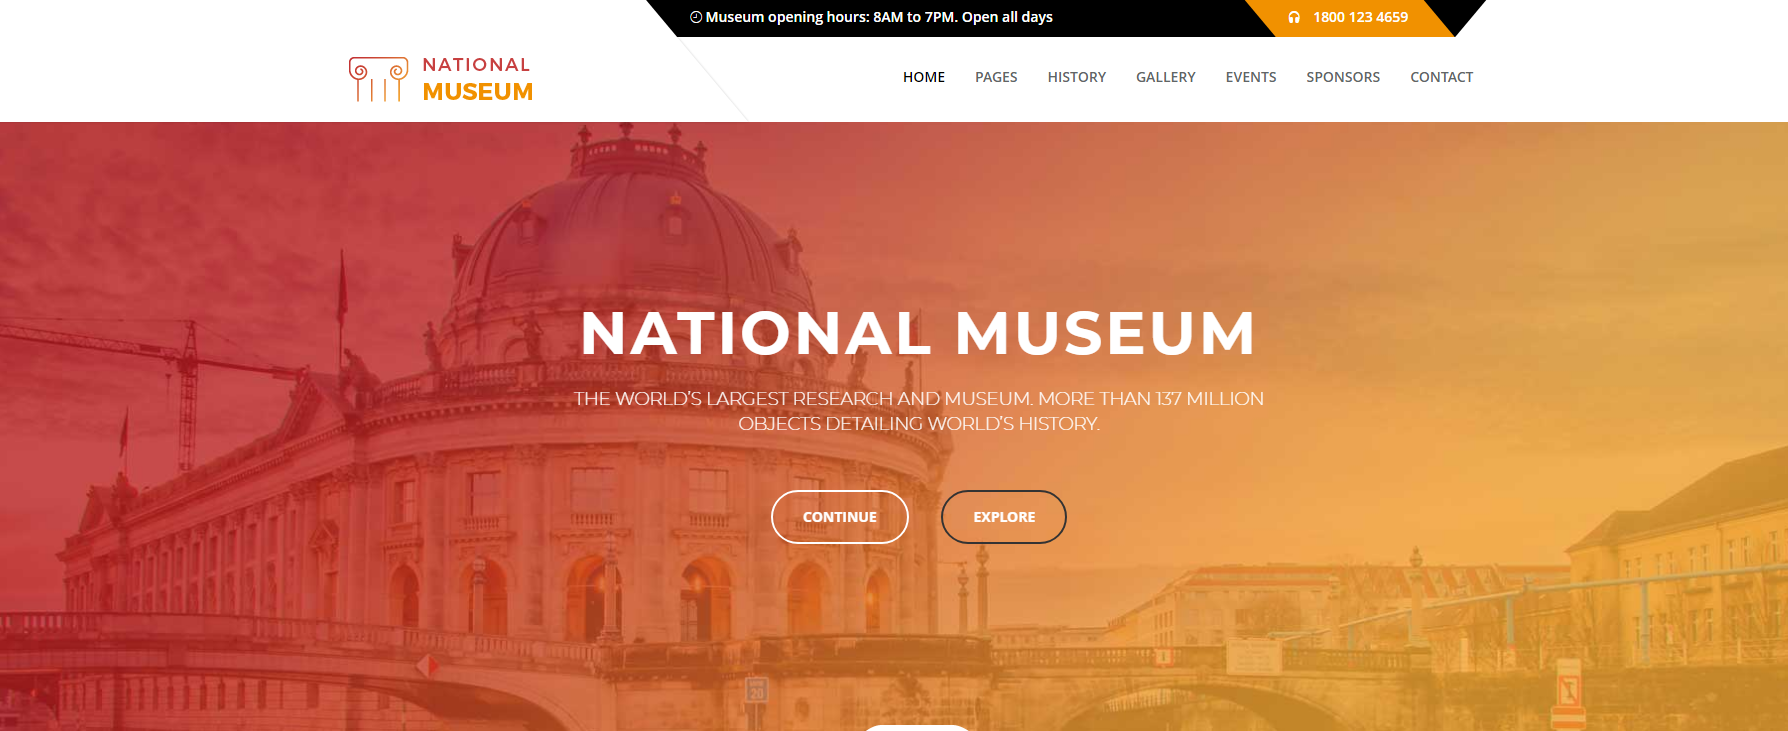 Museum opening hours: 8AM to 7PM. Open all days
1800 123 4659
NATIONAL
MUSEUM
HOME PAGES HISTORY GALLERY EVENTS SPONSORS CONTACT
NATIONAL MUSEUM
THE WORLD'S LARGEST RESEARCH AND MUSEUM. MORE THAN 137 MILLION
OBJECTS DETAILING WORLD'S HISTORY.
CONTINUE
EXPLORE
20